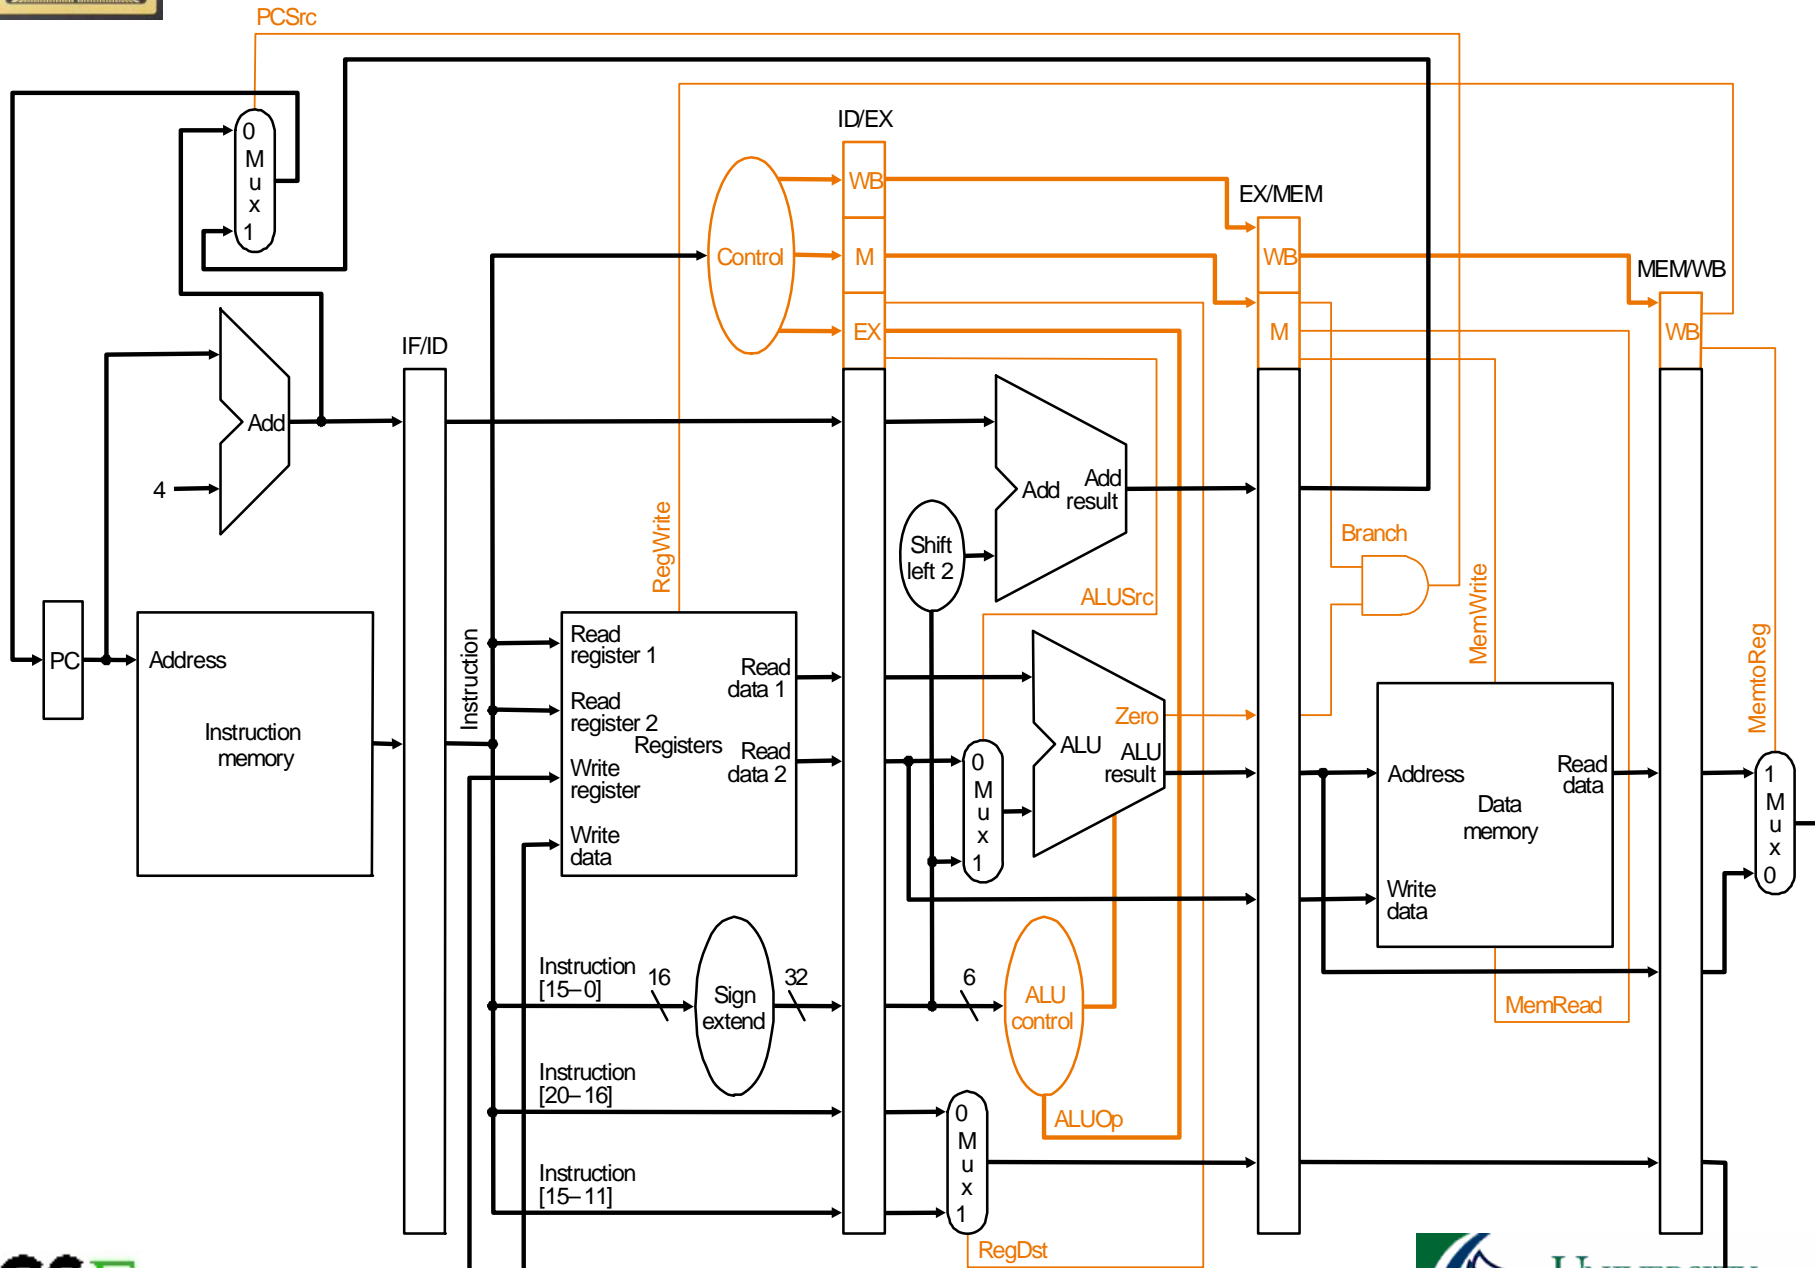 PCSrc
0
M
u
x
1
ID/EX
WB
M
EX
Control
EX/MEM
WB
M
MEM/WB
WB
IF/ID
Add
4
Add
Add
result
Shift
left 2
RegWrite
Branch
ALUSrc
MemWrite
MemtoReg
PC
Address
Instruction
memory
Instruction
Read
register 1
Read
register 2
Write
register
Write
data
Registers
Read
data 1
Read
data 2
0
M
u
x
1
Zero
ALU
ALU
result
Address
Read
data
Data
memory
Write
data
1
M
u
x
0
Instruction
[15–0]
16
Sign
extend
32
6
ALU
control
MemRead
Instruction
[20–16]
Instruction
[15–11]
0
M
u
x
1
ALUOp
RegDst
UNIVERSITY